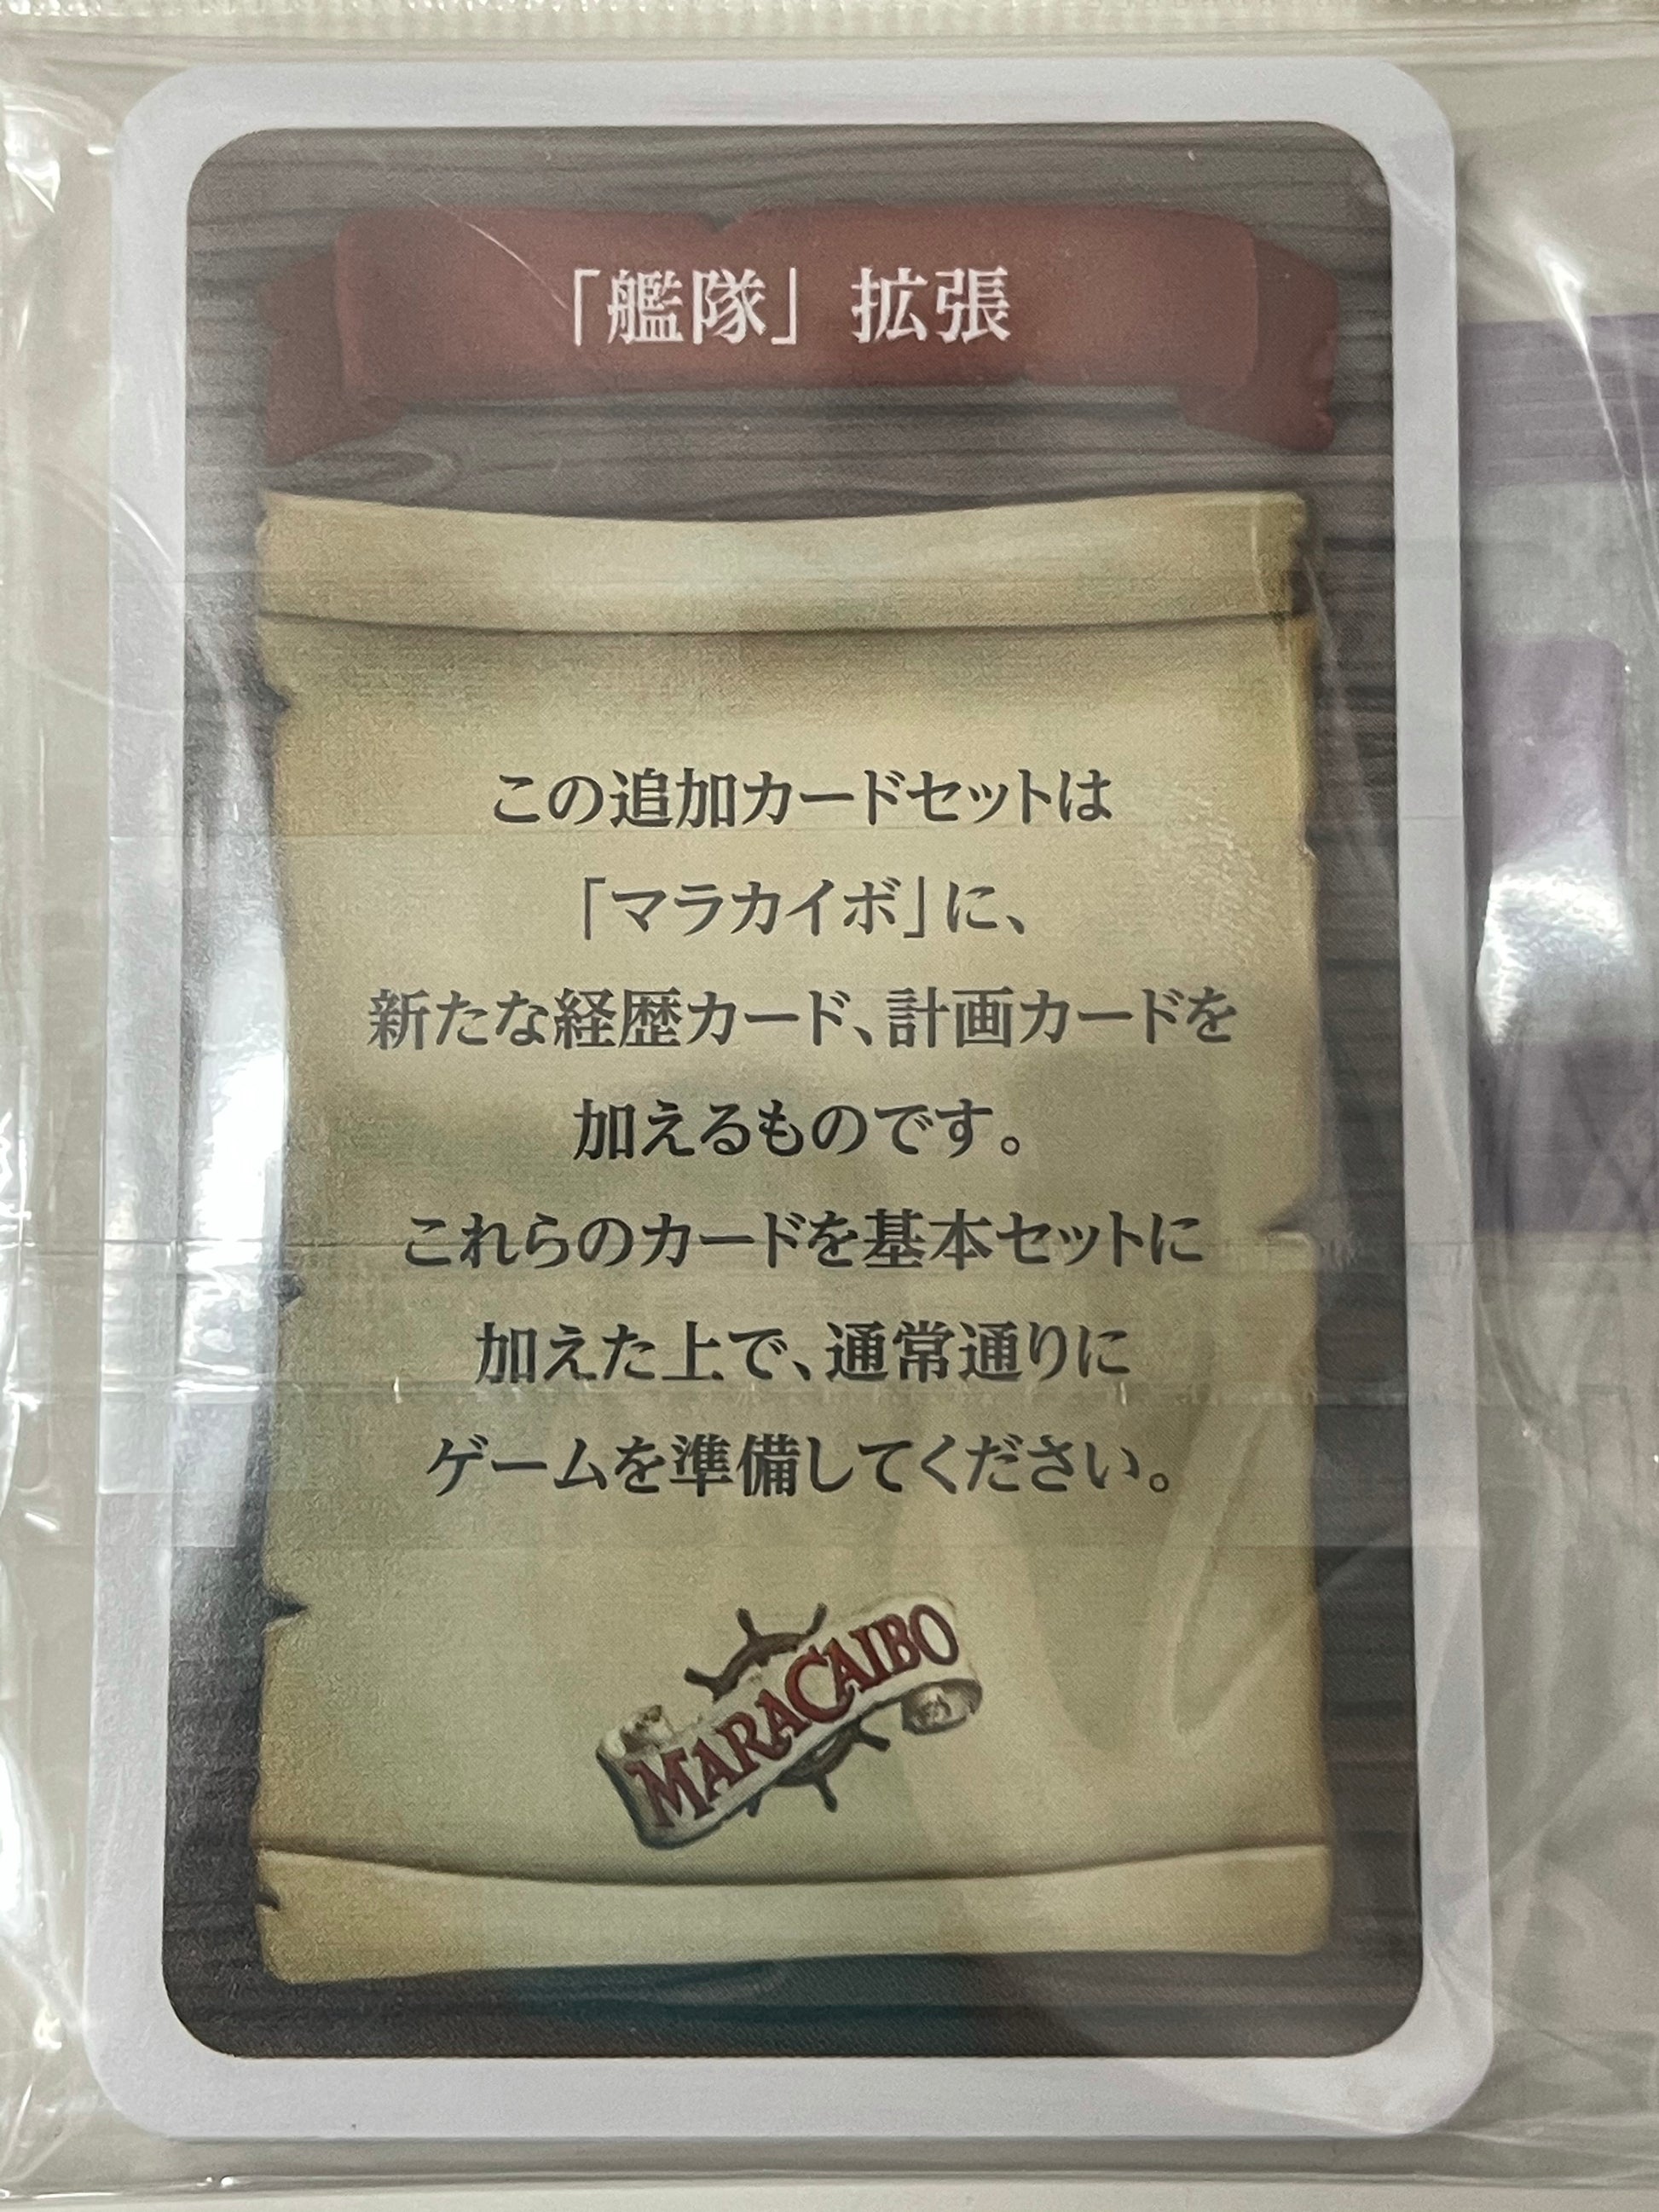 「艦隊」 拡張
この追加カードセットは
「マラカイボ」に、
新たな経歴カード、計画カードを
加えるものです。
これらのカードを基本セットに
加えた上で、通常通りに
ゲームを準備してください。
MARACAIBO